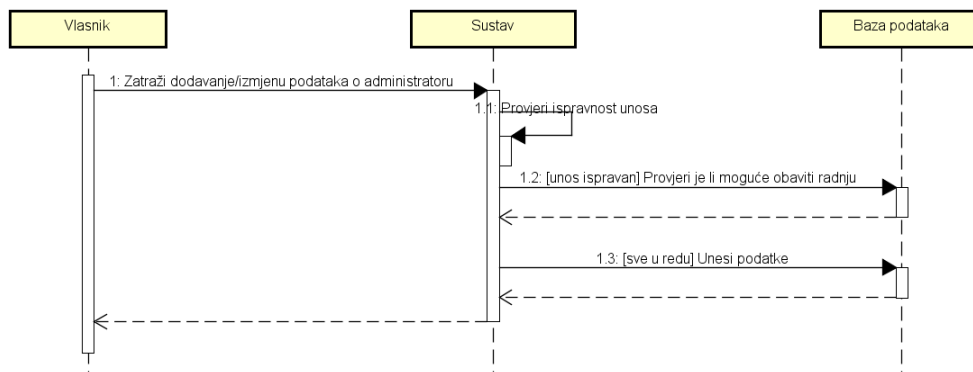 Vlasnik
Sustav
Baza podataka
1: Zatraži dodavanje/izmjenu podataka o administratoru
1.1: Provjeri ispravnost unosa
1.2: [unos ispravan] Provjeri je li moguće obaviti radnju
1.3: [sve u redu] Unesi podatke